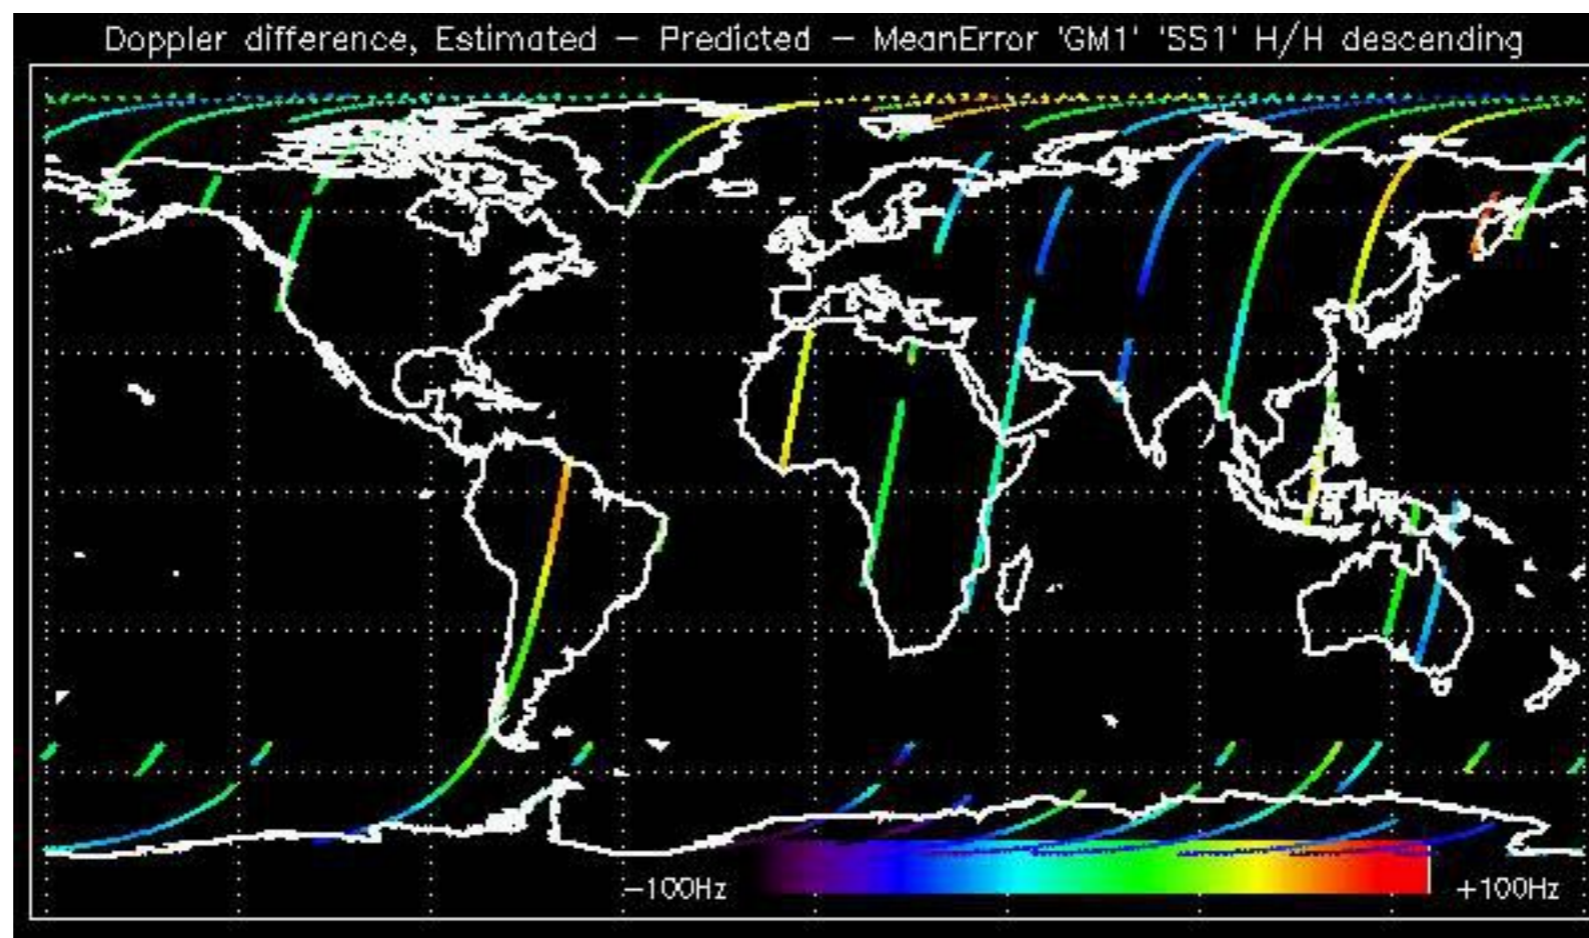 Doppler difference, Estimated – Predicted – MeanError 'GM1' 'SS1' H/H descending
-100Hz
+100Hz